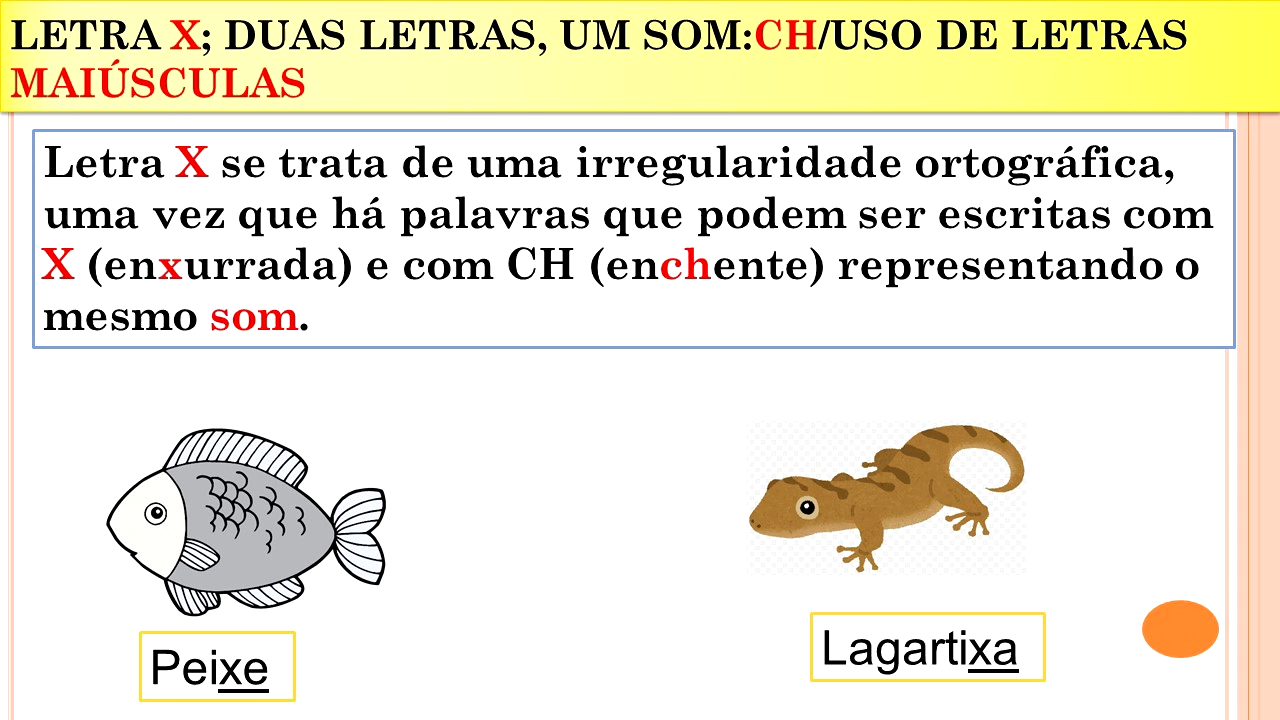 LETRA X; DUAS LETRAS, UM SOM:CH/USO DE LETRAS
MAIÚSCULAS
Letra X se trata de uma irregularidade ortográfica,
uma vez que há palavras que podem ser escritas com
X (enxurrada) e com CH (enchente) representando o
mesmo som.
Peixe
Lagartixa